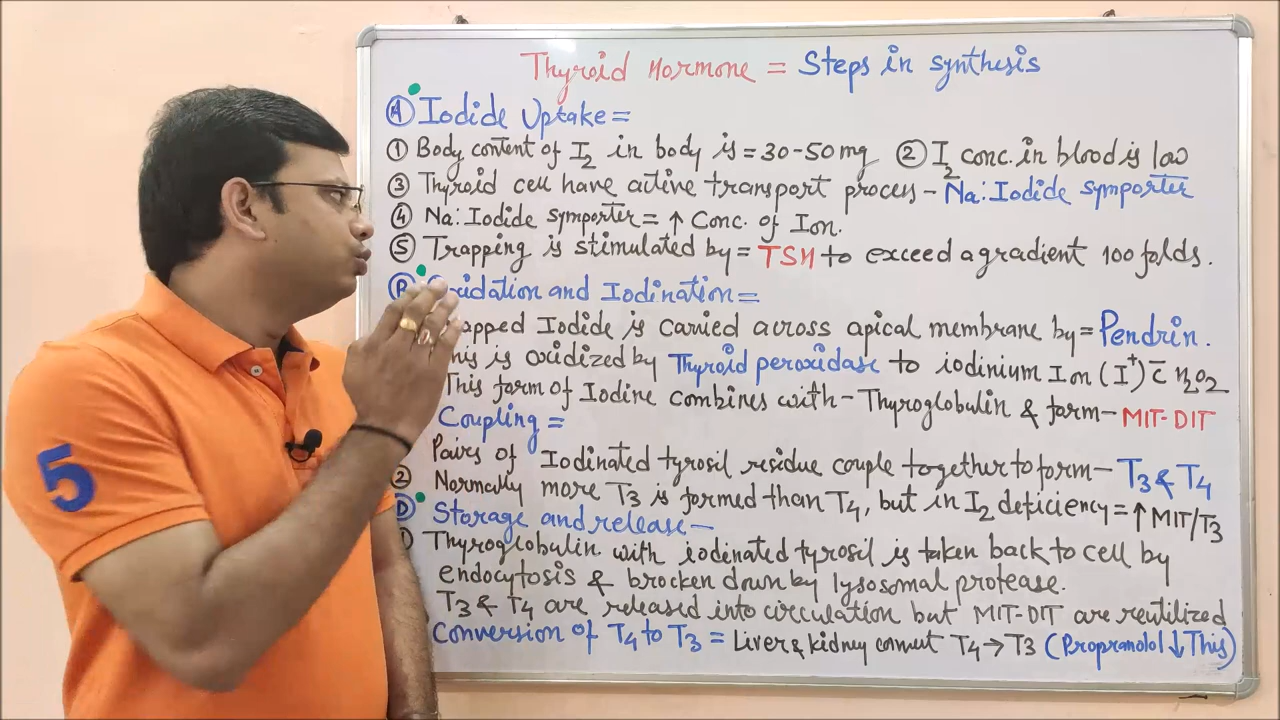 Thyroid Hormone = Steps in synthesis
Ⓐ Iodide Uptake =
① Body content of I2 in body is = 30-50 mg ② I2 conc. in blood is low
③ Thyroid cell have active transport proces - Na: Iodide symporter
④ Na: Iodide symporter = ↑ Conc. of Ion.
⑤ Trapping is stimulated by = TSH to exceed a gradient 100 folds.
Ⓑ Oxidation and Iodination =
apped Iodide is caried across apical membrane by = Pendrin.
his is oxidized by Thyroid peroxidase to iodinium Ion (I+) c̄ H2O2
This form of Iodine combines with - Thyroglobulin & form - MIT-DIT
Coupling =
Pairs of Iodinated tyrosil residue couple together to form - T3 & T4
② Normally more T3 is formed than T4, but in I2 deficiency = ↑ MIT/T3
Ⓓ Storage and release -
① Thyroglobulin with iodinated tyrosil is taken back to cell by
endocytosis & brocken down by lysosomal protease.
T3 & T4 are released into circulation but MIT-DIT are reutilized
Conversion of T4 to T3 = Liver & kidney convert T4 → T3 (Propranolol ↓ This)
5